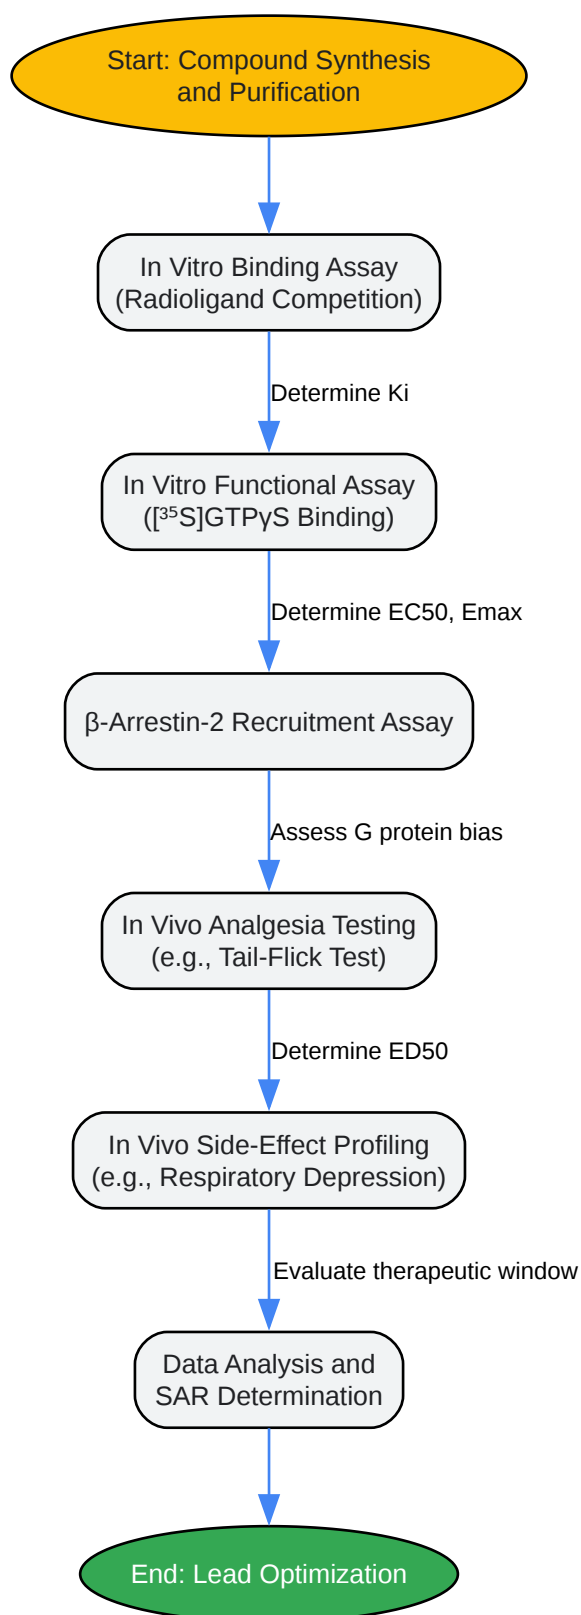 Start: Compound Synthesis
and Purification
In Vitro Binding Assay
(Radioligand Competition)
Determine Ki
In Vitro Functional Assay
([³⁵S]GTPγS Binding)
Determine EC50, Emax
β-Arrestin-2 Recruitment Assay
Assess G protein bias
In Vivo Analgesia Testing
(e.g., Tail-Flick Test)
Determine ED50
In Vivo Side-Effect Profiling
(e.g., Respiratory Depression)
Evaluate therapeutic window
Data Analysis and
SAR Determination
End: Lead Optimization